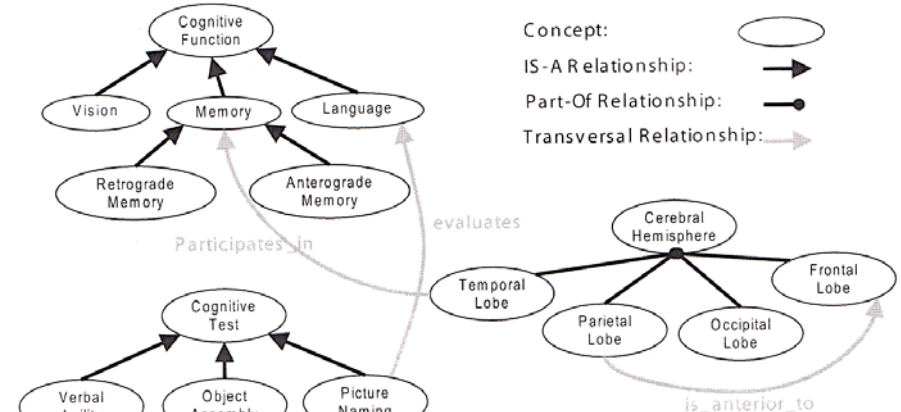 Cognitive
Function
Vision
Memory
Language
Retrograde
Memory
Anterograde
Memory
Participates_in
evaluates
Concept:
IS-A Relationship:
Part-Of Relationship:
Transversal Relationship:
Cerebral
Hemisphere
Temporal
Lobe
Parietal
Lobe
Occipital
Lobe
Frontal
Lobe
is_anterior_to
Cognitive
Test
Verbal
Object
Picture
Naming